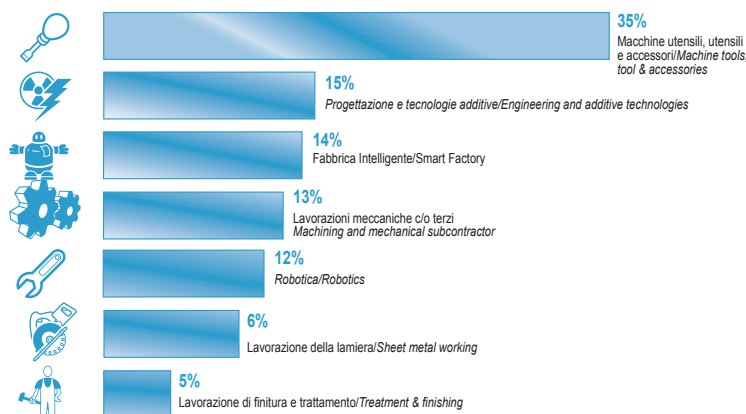 35%
Macchine utensili, utensili
e accessori/Machine tools,
tool & accessories
15%
Progettazione e tecnologie additive/Engineering and additive technologies
14%
Fabbrica Intelligente/Smart Factory
13%
Lavorazioni meccaniche c/o terzi
Machining and mechanical subcontractor
12%
Robotica/Robotics
6%
Lavorazione della lamiera/Sheet metal working
5%
Lavorazione di finitura e trattamento/Treatment & finishing